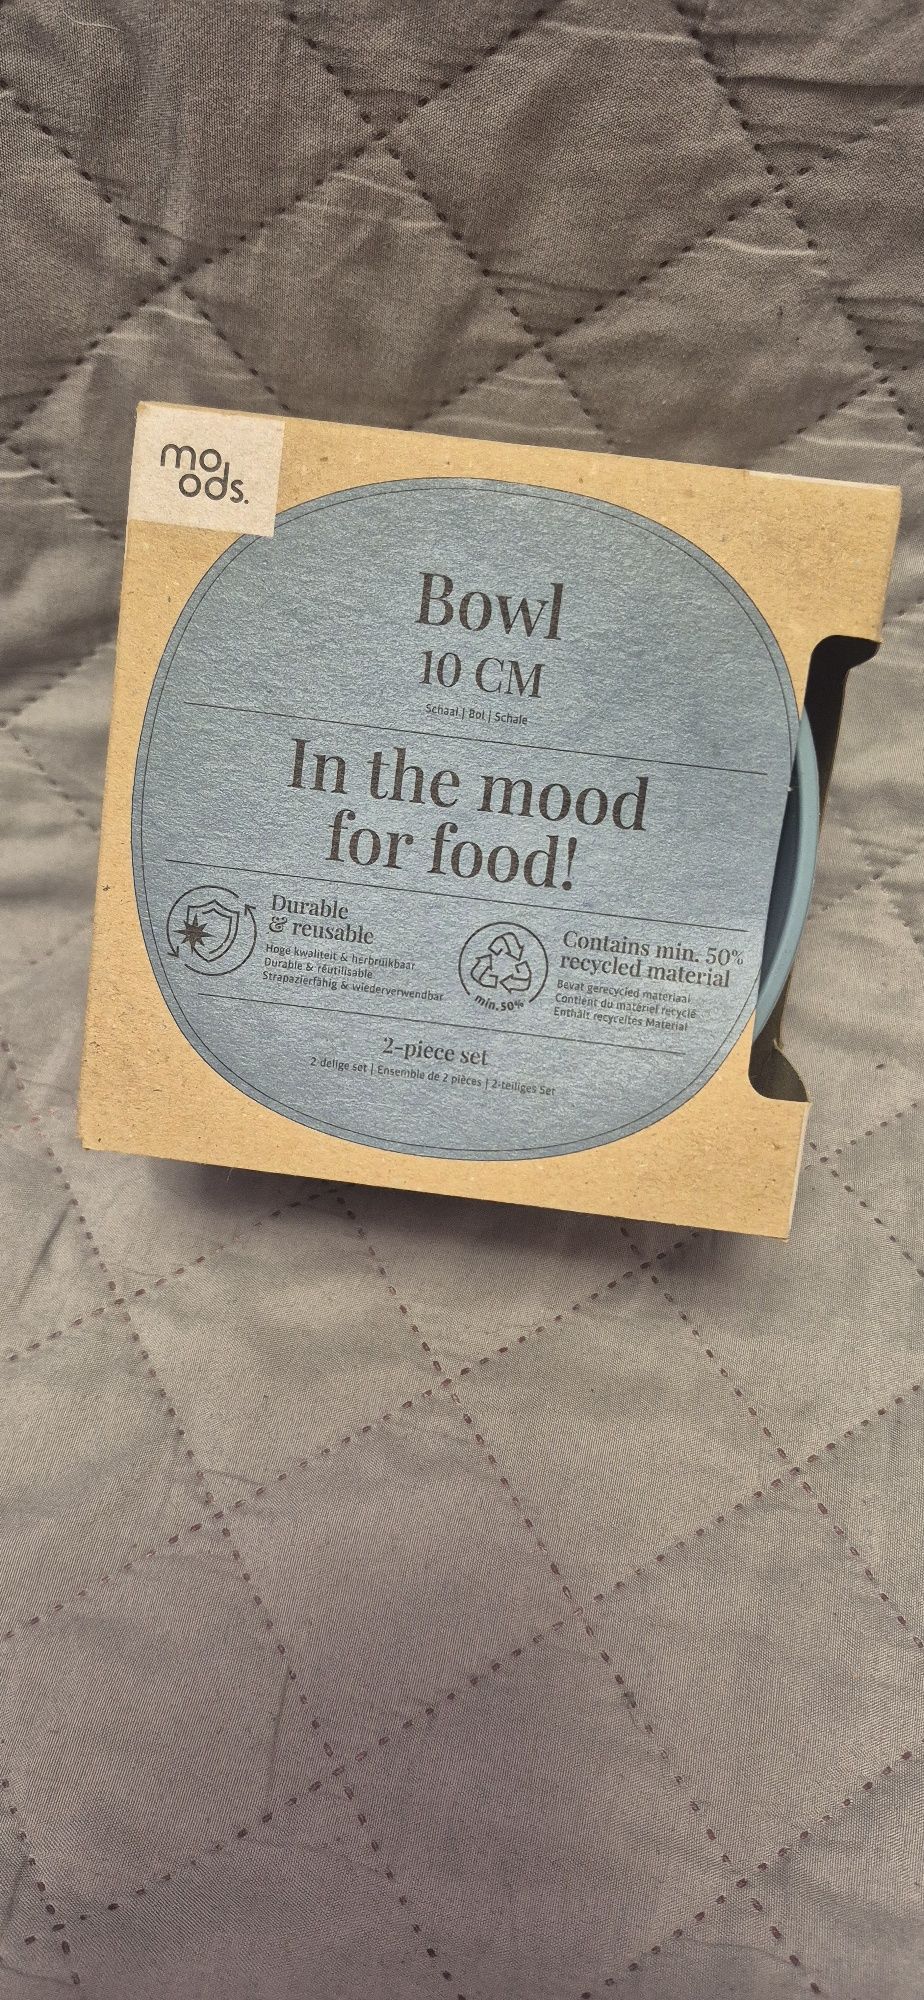 mo
ods.
Bowl
10 CM
Schaal | Bol | Schale
In the mood
for food!
Durable
& reusable
Hoge kwaliteit & herbruikbaar
Durable & réutilisable
Strapazierfähig & wiederverwendbar
min.50%
Contains min. 50%
recycled material
Bevat gerecycled materiaal
Contient du matériel recyclé
Enthält recyceltes Material
2-piece set
2-delige set | Ensemble de 2 pièces | 2-teiliges Set